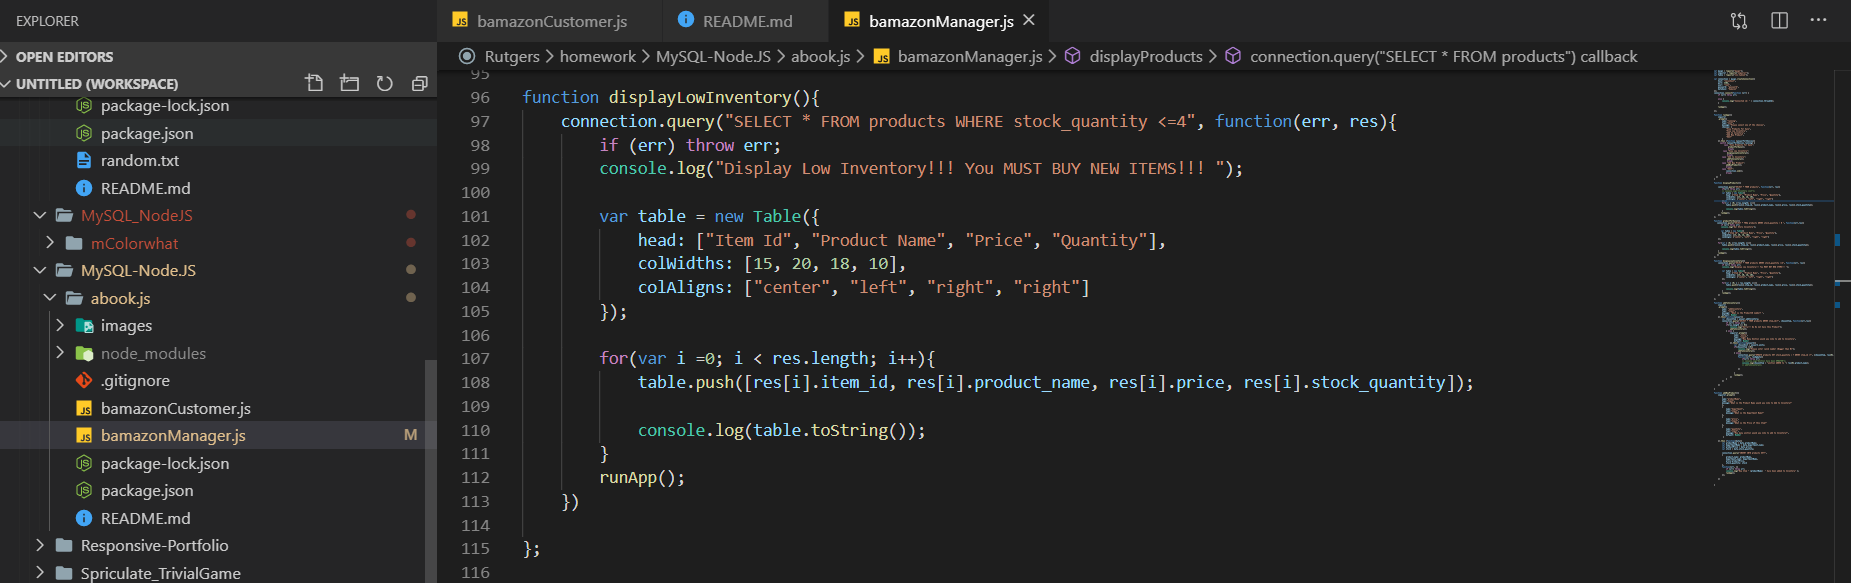 EXPLORER
OPEN EDITORS
UNTITLED (WORKSPACE)
package-lock.json
package.json
random.txt
README.md
MySQL_NodeJS
mColorwhat
MySQL-NodeJS
abook.js
images
node_modules
.gitignore
JS bamazonCustomer.js
JS bamazonManager.js M
package-lock.json
package.json
README.md
Responsive-Portfolio
Spriculate_TrivialGame
JS bamazonCustomer.js README.md JS bamazonManager.js
Rutgers > homework > MySQL-NodeJS > abook.js > JS bamazonManager.js > displayProducts > connection.query("SELECT * FROM products") callback
95
96 function displayLowInventory(){
97 connection.query("SELECT * FROM products WHERE stock_quantity <=4", function(err, res){
98 if (err) throw err;
99 console.log("Display Low Inventory!!! You MUST BUY NEW ITEMS!!! ");
100
101 var table = new Table({
102 head: ["Item Id", "Product Name", "Price", "Quantity"],
103 colWidths: [15, 20, 18, 10],
104 colAligns: ["center", "left", "right", "right"]
105 });
106
107 for(var i =0; i < res.length; i++){
108 table.push([res[i].item_id, res[i].product_name, res[i].price, res[i].stock_quantity]);
109
110 console.log(table.toString());
111 }
112 runApp();
113 })
114
115 };
116